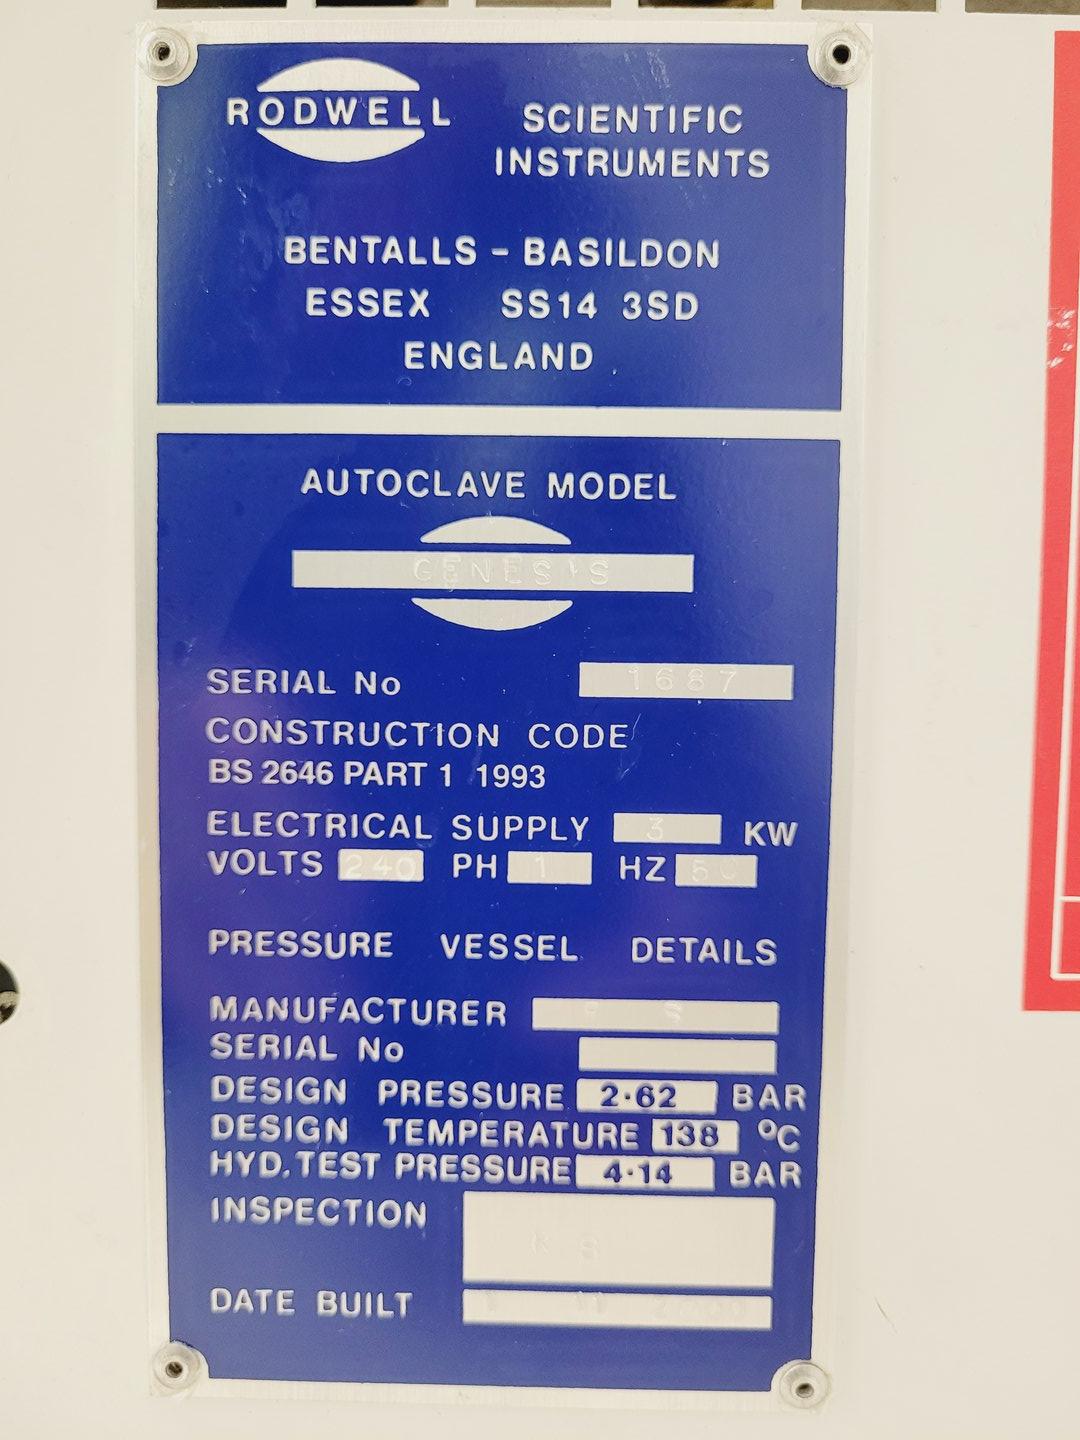 RODWELL SCIENTIFIC
INSTRUMENTS
BENTALLS - BASILDON
ESSEX SS14 3SD
ENGLAND
AUTOCLAVE MODEL
GENESIS
SERIAL No 1687
CONSTRUCTION CODE
BS 2646 PART 1 1993
ELECTRICAL SUPPLY 3 KW
VOLTS 240 PH 1 HZ 50
PRESSURE VESSEL DETAILS
MANUFACTURER
SERIAL No
DESIGN PRESSURE 2·62 BAR
DESIGN TEMPERATURE 138 °C
HYD. TEST PRESSURE 4·14 BAR
INSPECTION
DATE BUILT